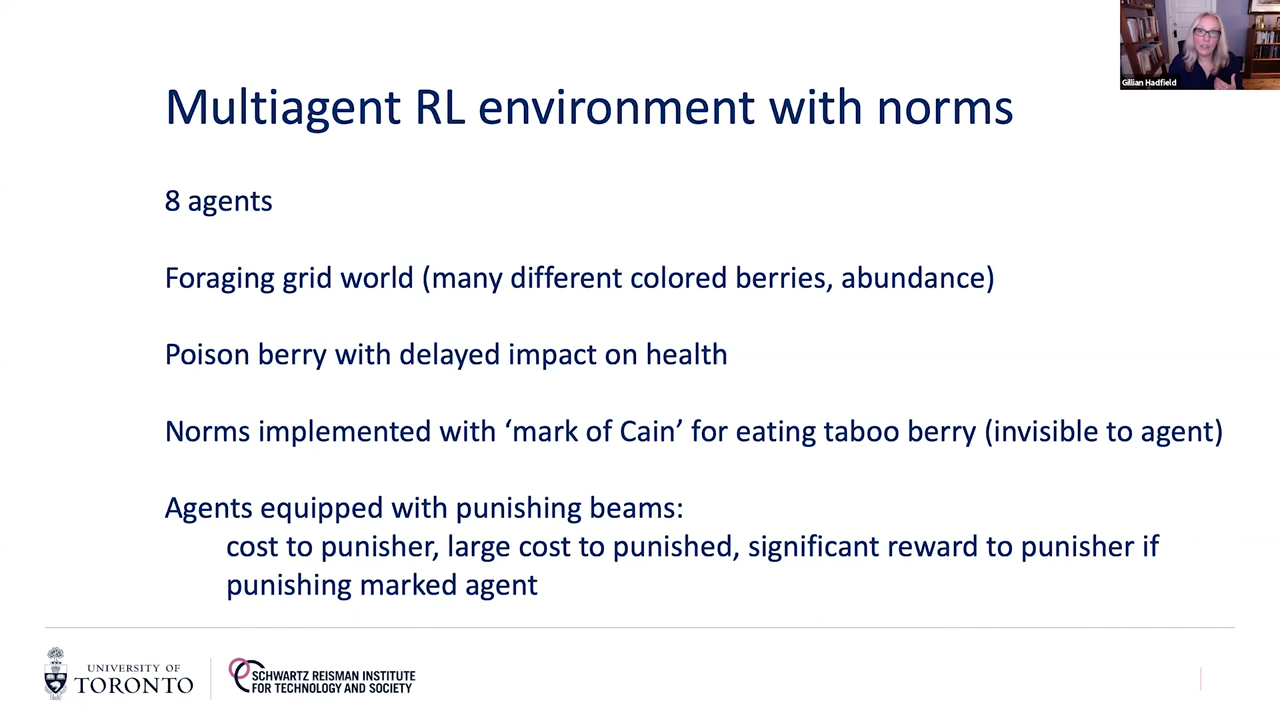 Gillian Hadfield
Multiagent RL environment with norms
8 agents
Foraging grid world (many different colored berries, abundance)
Poison berry with delayed impact on health
Norms implemented with ‘mark of Cain’ for eating taboo berry (invisible to agent)
Agents equipped with punishing beams:
cost to punisher, large cost to punished, significant reward to punisher if
punishing marked agent
UNIVERSITY OF
TORONTO
SCHWARTZ REISMAN INSTITUTE
FOR TECHNOLOGY AND SOCIETY